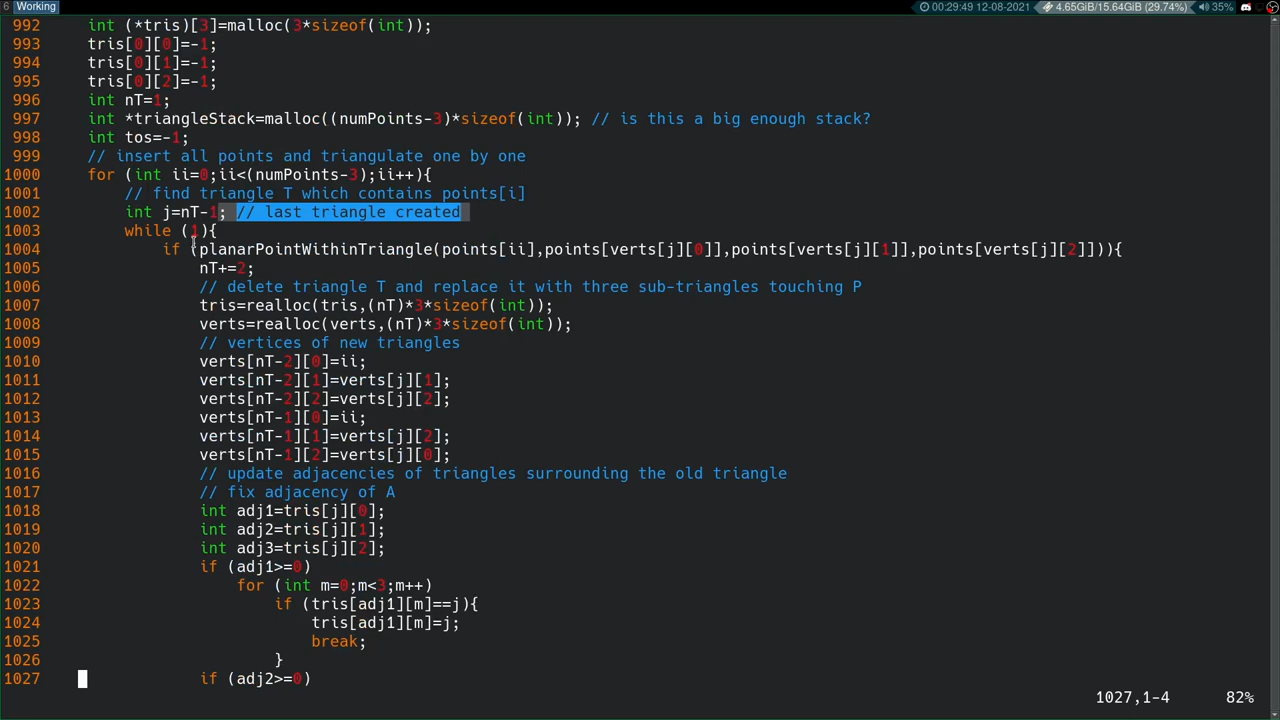 6 Working 00:29:49 12-08-2021 4.65GiB/15.64GiB (29.74%) 35%
992 int (*tris)[3]=malloc(3*sizeof(int));
993 tris[0][0]=-1;
994 tris[0][1]=-1;
995 tris[0][2]=-1;
996 int nT=1;
997 int *triangleStack=malloc((numPoints-3)*sizeof(int)); // is this a big enough stack?
998 int tos=-1;
999 // insert all points and triangulate one by one
1000 for (int ii=0;ii<(numPoints-3);ii++){
1001 // find triangle T which contains points[i]
1002 int j=nT-1; // last triangle created
1003 while (1){
1004 if (planarPointWithinTriangle(points[ii],points[verts[j][0]],points[verts[j][1]],points[verts[j][2]])){
1005 nT+=2;
1006 // delete triangle T and replace it with three sub-triangles touching P
1007 tris=realloc(tris,(nT)*3*sizeof(int));
1008 verts=realloc(verts,(nT)*3*sizeof(int));
1009 // vertices of new triangles
1010 verts[nT-2][0]=ii;
1011 verts[nT-2][1]=verts[j][1];
1012 verts[nT-2][2]=verts[j][2];
1013 verts[nT-1][0]=ii;
1014 verts[nT-1][1]=verts[j][2];
1015 verts[nT-1][2]=verts[j][0];
1016 // update adjacencies of triangles surrounding the old triangle
1017 // fix adjacency of A
1018 int adj1=tris[j][0];
1019 int adj2=tris[j][1];
1020 int adj3=tris[j][2];
1021 if (adj1>=0)
1022 for (int m=0;m<3;m++)
1023 if (tris[adj1][m]==j){
1024 tris[adj1][m]=j;
1025 break;
1026 }
1027 if (adj2>=0)
1027,1-4 82%